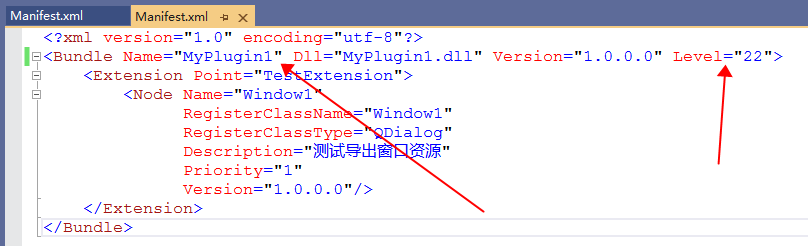 Manifest.xml Manifest.xml
<?xml version="1.0" encoding="utf-8"?>
<Bundle Name="MyPlugin1" Dll="MyPlugin1.dll" Version="1.0.0.0" Level="22">
<Extension Point="TestExtension">
<Node Name="Window1"
RegisterClassName="Window1"
RegisterClassType="QDialog"
Description="测试导出窗口资源"
Priority="1"
Version="1.0.0.0"/>
</Extension>
</Bundle>